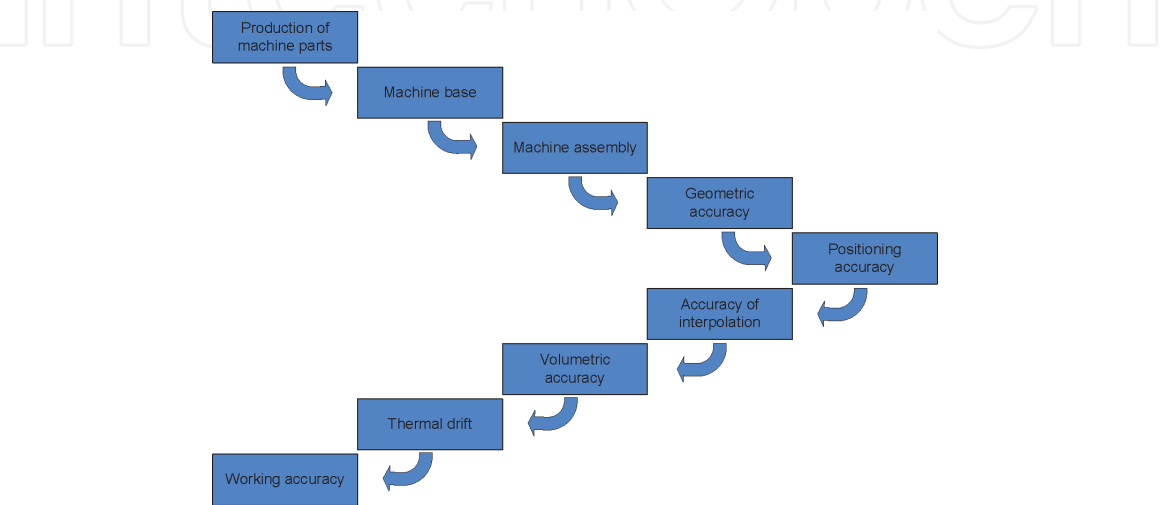 Production of
machine parts
Machine base
Machine assembly
Geometric
accuracy
Positioning
accuracy
Accuracy of
interpolation
Volumetric
accuracy
Thermal drift
Working accuracy